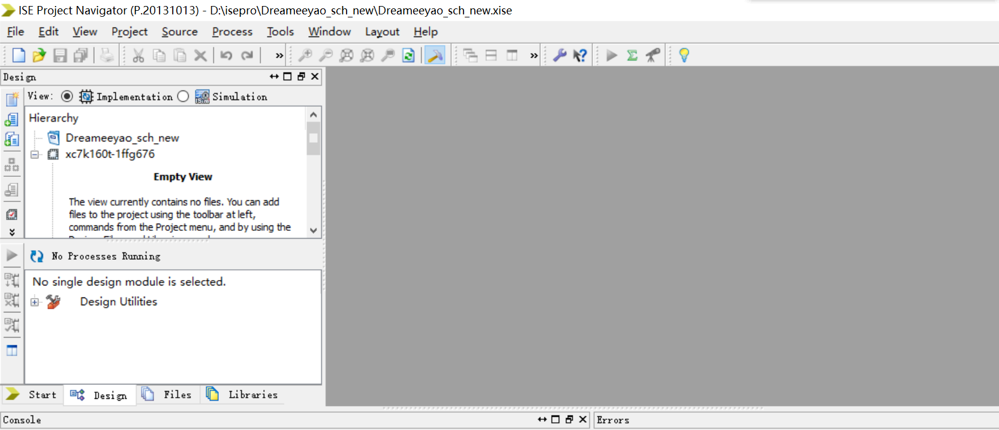 ISE Project Navigator (P.20131013) - D:\isepro\Dreameeyao_sch_new\Dreameeyao_sch_new.xise
File Edit View Project Source Process Tools Window Layout Help
Design
View: Implementation Simulation
Hierarchy
Dreameeyao_sch_new
xc7k160t-1ffg676
Empty View
The view currently contains no files. You can add
files to the project using the toolbar at left,
commands from the Project menu, and by using the
No Processes Running
No single design module is selected.
Design Utilities
Start Design Files Libraries
Console Errors